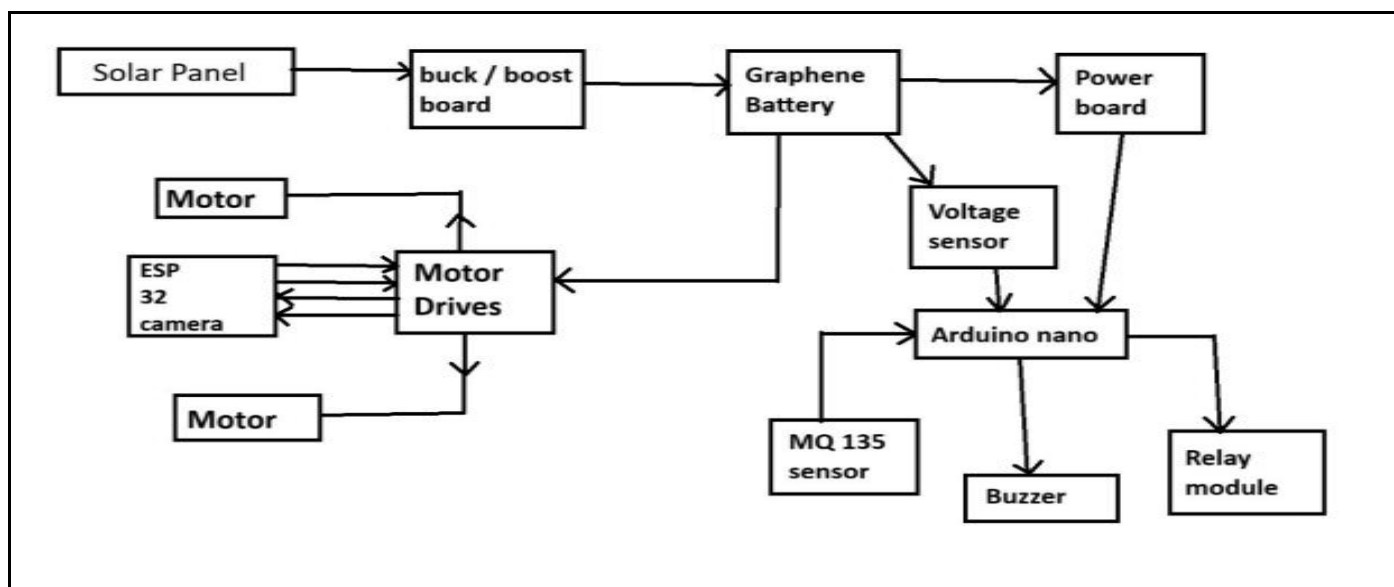 Solar Panel
buck / boost
board
Graphene
Battery
Power
board
Motor
Voltage
sensor
ESP
32
camera
Motor
Drives
Arduino nano
Motor
MQ 135
sensor
Buzzer
Relay
module